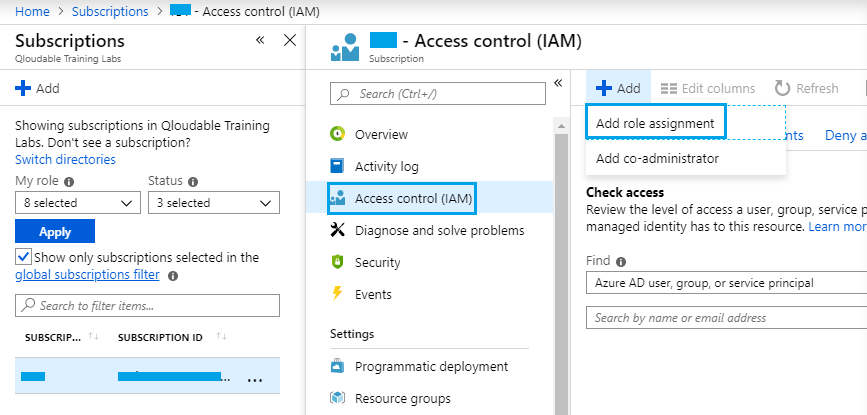 Home > Subscriptions > - Access control (IAM)
Subscriptions
Qloudable Training Labs
Add
Showing subscriptions in Qloudable Training
Labs. Don't see a subscription?
Switch directories
My role
Status
8 selected
3 selected
Apply
Show only subscriptions selected in the
global subscriptions filter
Search to filter items...
SUBSCRIP...
SUBSCRIPTION ID
...
...
- Access control (IAM)
Subscription
Search (Ctrl+/)
Overview
Activity log
Access control (IAM)
Diagnose and solve problems
Security
Events
Settings
Programmatic deployment
Resource groups
Add
Edit columns
Refresh
Add role assignment
Add co-administrator
nts
Deny a
Check access
Review the level of access a user, group, service p
managed identity has to this resource. Learn mor
Find
Azure AD user, group, or service principal
Search by name or email address